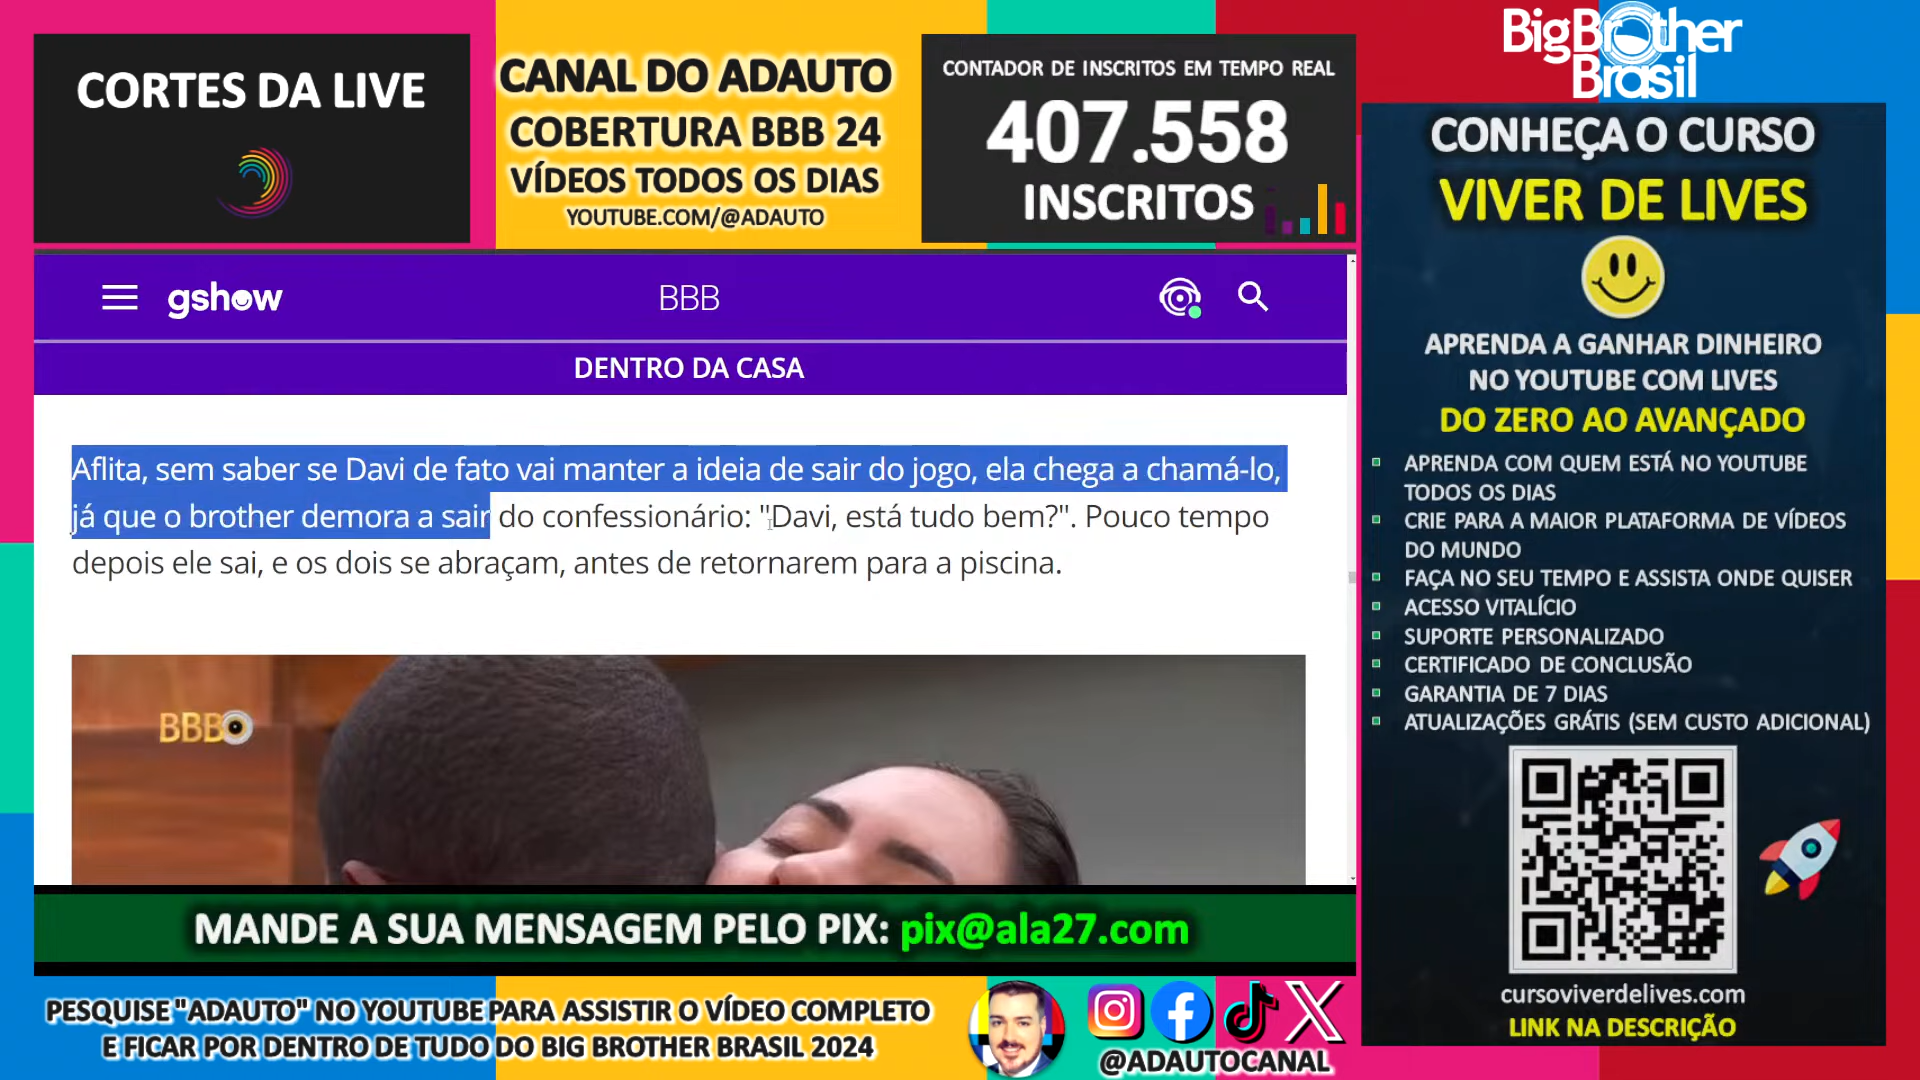 CORTES DA LIVE
CANAL DO ADAUTO
COBERTURA BBB 24
VÍDEOS TODOS OS DIAS
YOUTUBE.COM/@ADAUTO
CONTADOR DE INSCRITOS EM TEMPO REAL
407.558
INSCRITOS
BigBrother
Brasil
gshow
BBB
DENTRO DA CASA
Aflita, sem saber se Davi de fato vai manter a ideia de sair do jogo, ela chega a chamá-lo,
já que o brother demora a sair do confessionário: "Davi, está tudo bem?". Pouco tempo
depois ele sai, e os dois se abraçam, antes de retornarem para a piscina.
BBB
MANDE A SUA MENSAGEM PELO PIX: pix@ala27.com
PESQUISE "ADAUTO" NO YOUTUBE PARA ASSISTIR O VÍDEO COMPLETO
E FICAR POR DENTRO DE TUDO DO BIG BROTHER BRASIL 2024
@ADAUTOCANAL
CONHEÇA O CURSO
VIVER DE LIVES
APRENDA A GANHAR DINHEIRO
NO YOUTUBE COM LIVES
DO ZERO AO AVANÇADO
APRENDA COM QUEM ESTÁ NO YOUTUBE
TODOS OS DIAS
CRIE PARA A MAIOR PLATAFORMA DE VÍDEOS
DO MUNDO
FAÇA NO SEU TEMPO E ASSISTA ONDE QUISER
ACESSO VITALÍCIO
SUPORTE PERSONALIZADO
CERTIFICADO DE CONCLUSÃO
GARANTIA DE 7 DIAS
ATUALIZAÇÕES GRÁTIS (SEM CUSTO ADICIONAL)
cursoviverdelives.com
LINK NA DESCRIÇÃO